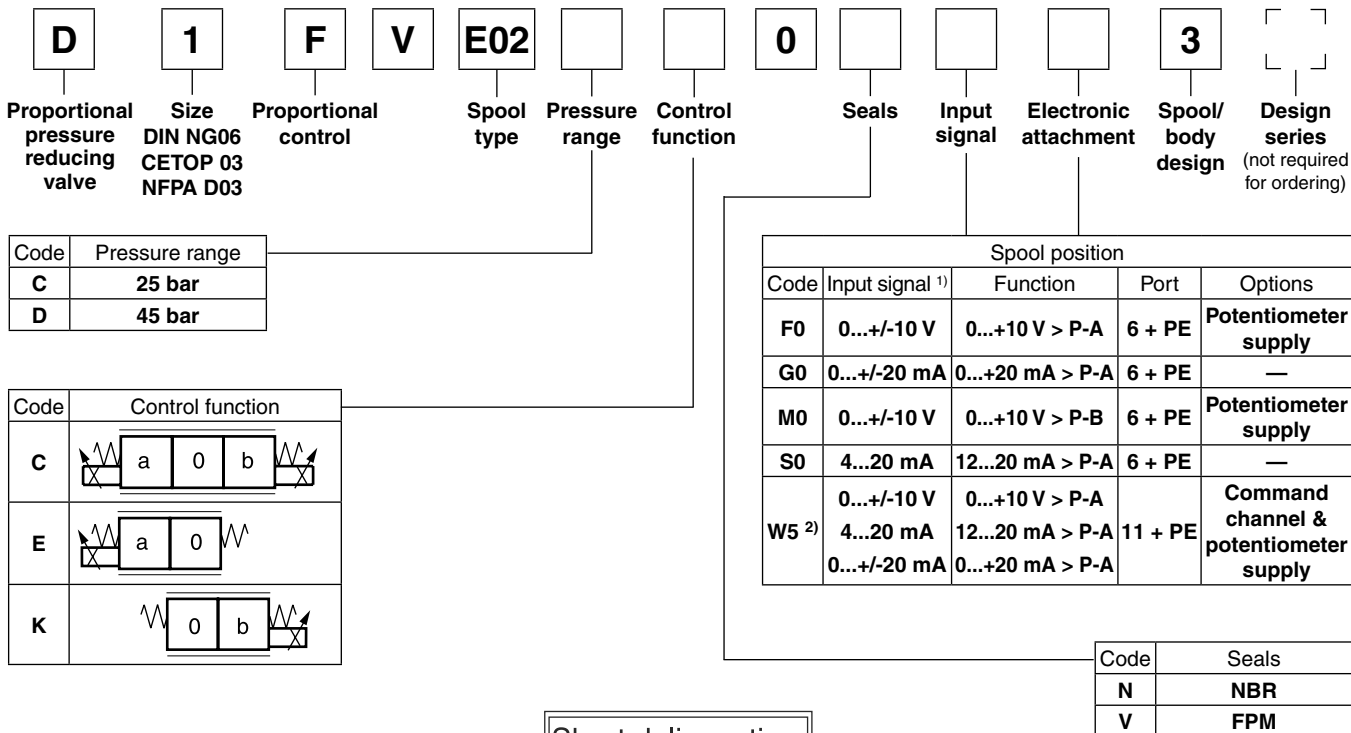 D 1 F V E02 0 3
Proportional pressure reducing valve
Size DIN NG06 CETOP 03 NFPA D03
Proportional control
Spool type
Pressure range
Control function
Seals
Input signal
Electronic attachment
Spool/ body design
Design series (not required for ordering)
Code Pressure range
C 25 bar
D 45 bar
Code Control function
C a 0 b
E a 0
K 0 b
Spool position
Code Input signal 1) Function Port Options
F0 0...+/-10 V 0...+10 V > P-A 6 + PE Potentiometer supply
G0 0...+/-20 mA 0...+20 mA > P-A 6 + PE —
M0 0...+/-10 V 0...+10 V > P-B 6 + PE Potentiometer supply
S0 4...20 mA 12...20 mA > P-A 6 + PE —
W5 2) 0...+/-10 V 0...+10 V > P-A 11 + PE Command channel & potentiometer supply
4...20 mA 12...20 mA > P-A
0...+/-20 mA 0...+20 mA > P-A
Code Seals
N NBR
V FPM